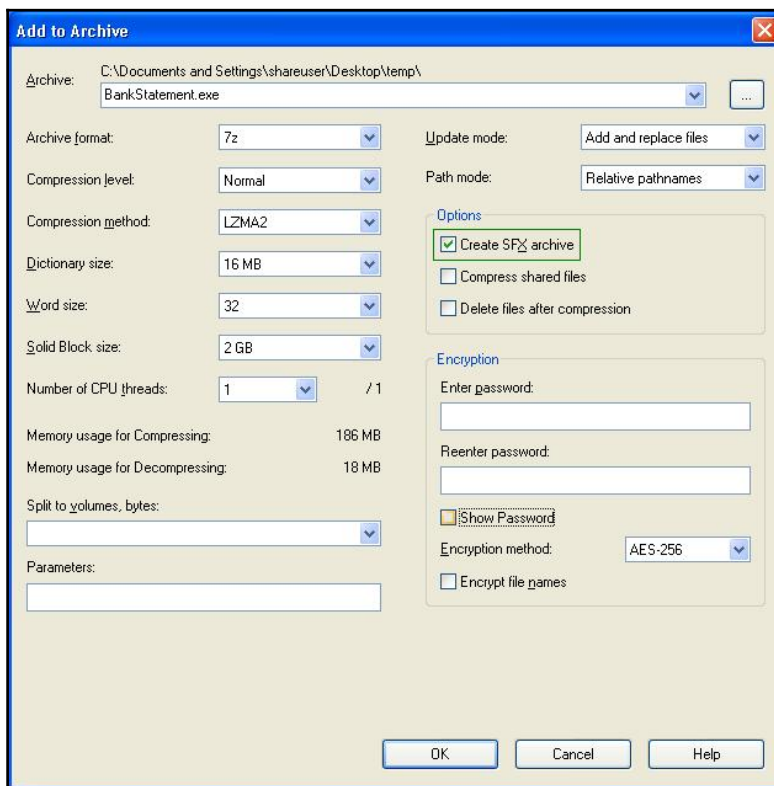 Add to Archive
Archive:
C:\Documents and Settings\shareuser\Desktop\temp\
BankStatement.exe
...
Archive format:
7z
Compression level:
Normal
Compression method:
LZMA2
Dictionary size:
16 MB
Word size:
32
Solid Block size:
2 GB
Number of CPU threads:
1
/ 1
Memory usage for Compressing:
186 MB
Memory usage for Decompressing:
18 MB
Split to volumes, bytes:
Parameters:
Update mode:
Add and replace files
Path mode:
Relative pathnames
Options
Create SFX archive
Compress shared files
Delete files after compression
Encryption
Enter password:
Reenter password:
Show Password
Encryption method:
AES-256
Encrypt file names
OK
Cancel
Help